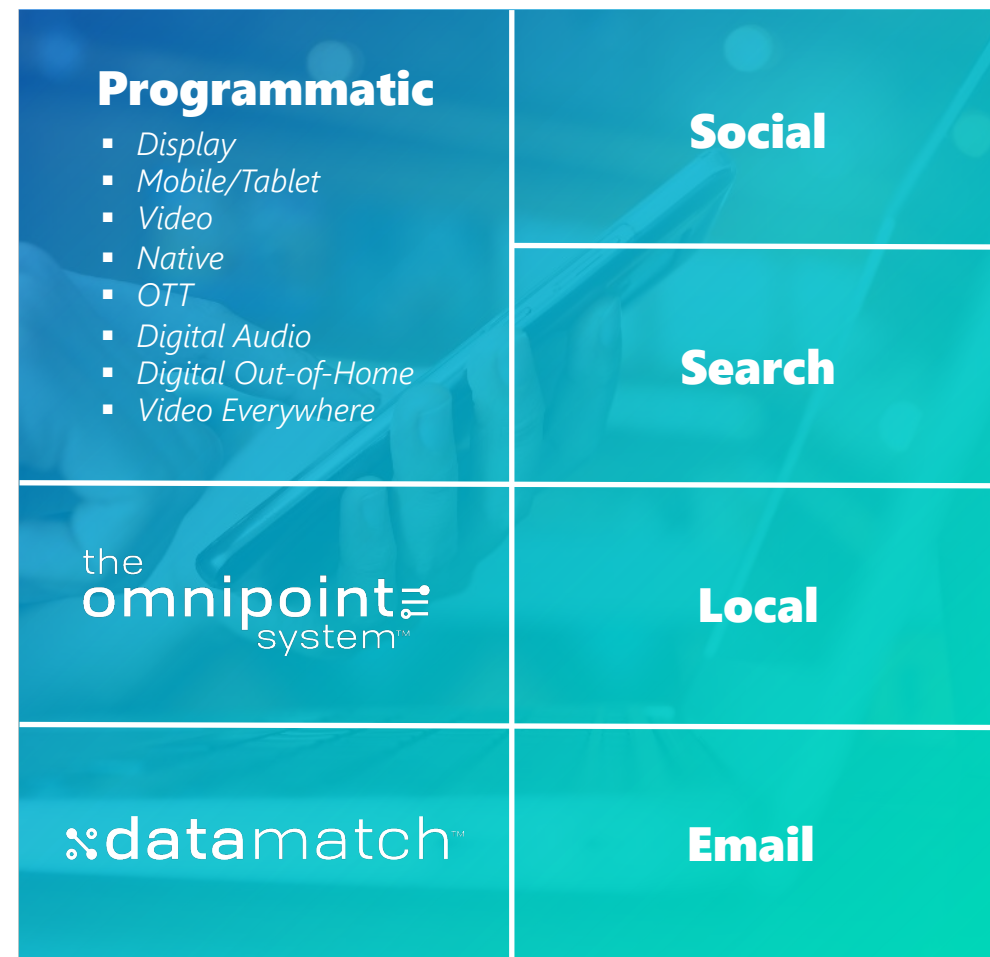 Programmatic
▪ Display
▪ Mobile/Tablet
▪ Video
▪ Native
▪ OTT
▪ Digital Audio
▪ Digital Out-of-Home
▪ Video Everywhere
the
omnipoint
system™
datamatch™
Social
Search
Local
Email